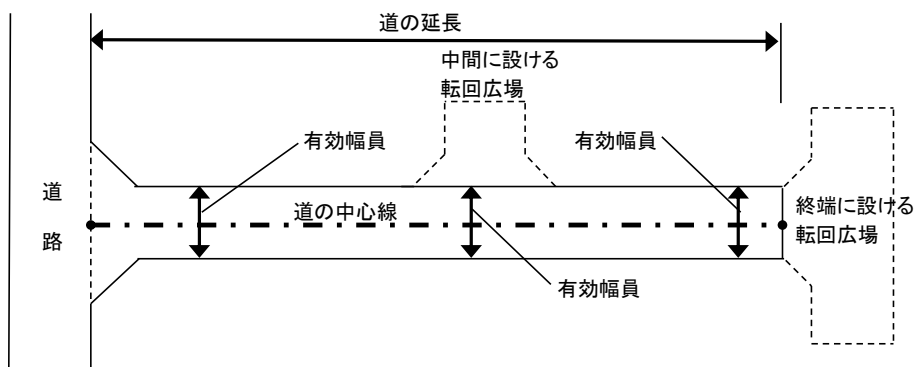 道の延長
中間に設ける
転回広場
有効幅員
有効幅員
道
路
道の中心線
終端に設ける
転回広場
有効幅員